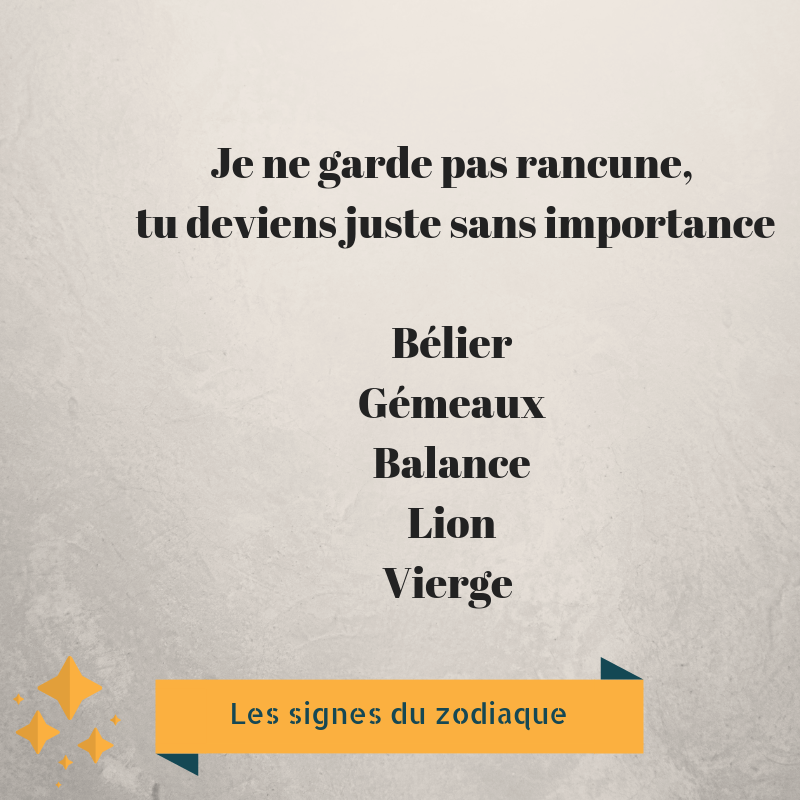 Je ne garde pas rancune,
tu deviens juste sans importance
Bélier
Gémeaux
Balance
Lion
Vierge
Les signes du zodiaque